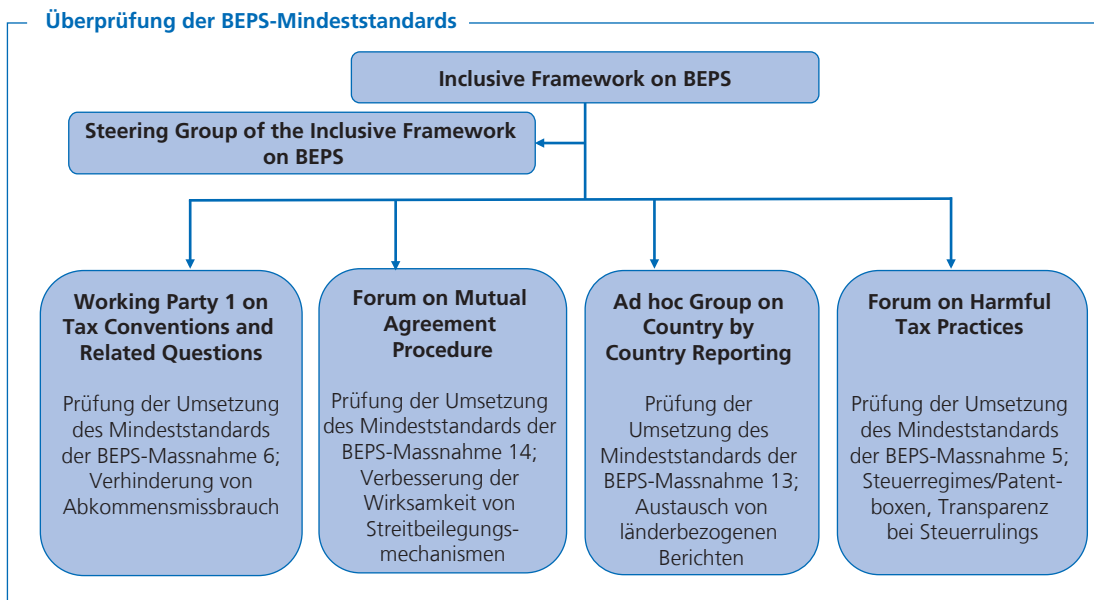 Überprüfung der BEPS-Mindeststandards
Inclusive Framework on BEPS
Steering Group of the Inclusive Framework
on BEPS
Working Party 1 on
Tax Conventions and
Related Questions
Prüfung der Umsetzung
des Mindeststandards
der BEPS-Massnahme 6;
Verhinderung von
Abkommensmissbrauch
Forum on Mutual
Agreement
Procedure
Prüfung der Umsetzung
des Mindeststandards der
BEPS-Massnahme 14;
Verbesserung der
Wirksamkeit von
Streitbeilegungs-
mechanismen
Ad hoc Group on
Country by
Country Reporting
Prüfung der
Umsetzung des
Mindeststandards der
BEPS-Massnahme 13;
Austausch von
länderbezogenen
Berichten
Forum on Harmful
Tax Practices
Prüfung der Umsetzung
des Mindeststandards
der BEPS-Massnahme 5;
Steuerregimes/Patent-
boxen, Transparenz
bei Steuerrulings